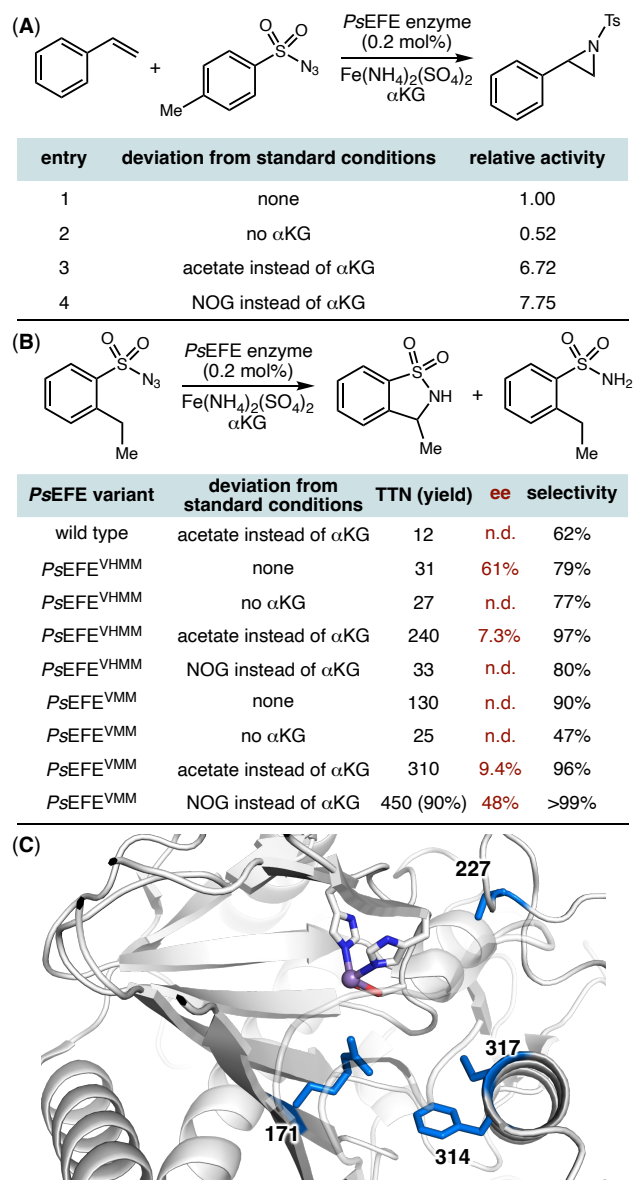 (A)
Ts
N
O
O
S
N3
+
Me
PsEFE enzyme
(0.2 mol%)
Fe(NH4)2(SO4)2
αKG
entry deviation from standard conditions relative activity
1 none 1.00
2 no αKG 0.52
3 acetate instead of αKG 6.72
4 NOG instead of αKG 7.75
(B)
O
O
S
N3
Me
PsEFE enzyme
(0.2 mol%)
Fe(NH4)2(SO4)2
αKG
O
O
S
NH
Me
+
O
O
S
NH2
Me
PsEFE variant deviation from standard conditions TTN (yield) ee selectivity
wild type acetate instead of αKG 12 n.d. 62%
PsEFEVHMM none 31 61% 79%
PsEFEVHMM no αKG 27 n.d. 77%
PsEFEVHMM acetate instead of αKG 240 7.3% 97%
PsEFEVHMM NOG instead of αKG 33 n.d. 80%
PsEFEVMM none 130 n.d. 90%
PsEFEVMM no αKG 25 n.d. 47%
PsEFEVMM acetate instead of αKG 310 9.4% 96%
PsEFEVMM NOG instead of αKG 450 (90%) 48% >99%
(C)
227
317
171
314